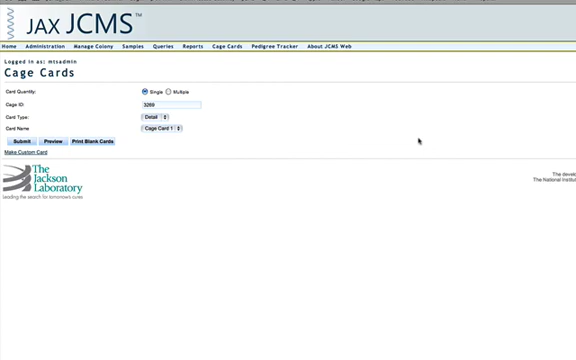 JAX JCMS™
Home Administration Manage Colony Samples Queries Reports Cage Cards Pedigree Tracker About JCMS Web
Logged in as: mtsadmin
Cage Cards
Card Quantity: Single Multiple
Cage ID: 3269
Card Type: Detail
Card Name Cage Card 1
Submit Preview Print Blank Cards
Make Custom Card
The
Jackson
Laboratory
Leading the search for tomorrow's cures
The devel
The National Institut